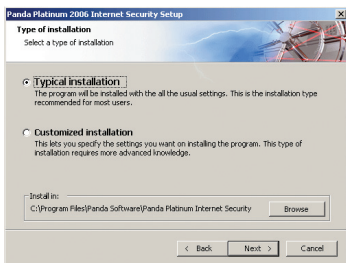 Panda Platinum 2006 Internet Security Setup
Type of installation
Select a type of installation
Typical installation
The program will be installed with the all the usual settings. This is the installation type
recommended for most users.
Customized installation
This lets you specify the settings you want on installing the program. This type of
installation requires more advanced knowledge.
Install in:
C:\Program Files\Panda Software\Panda Platinum Internet Security
Browse
< Back
Next >
Cancel